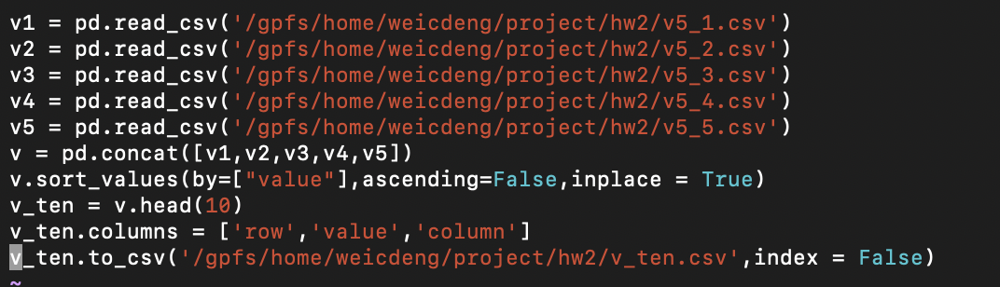 v1 = pd.read_csv('/gpfs/home/weicdeng/project/hw2/v5_1.csv')
v2 = pd.read_csv('/gpfs/home/weicdeng/project/hw2/v5_2.csv')
v3 = pd.read_csv('/gpfs/home/weicdeng/project/hw2/v5_3.csv')
v4 = pd.read_csv('/gpfs/home/weicdeng/project/hw2/v5_4.csv')
v5 = pd.read_csv('/gpfs/home/weicdeng/project/hw2/v5_5.csv')
v = pd.concat([v1,v2,v3,v4,v5])
v.sort_values(by=["value"],ascending=False,inplace = True)
v_ten = v.head(10)
v_ten.columns = ['row','value','column']
v_ten.to_csv('/gpfs/home/weicdeng/project/hw2/v_ten.csv',index = False)
~